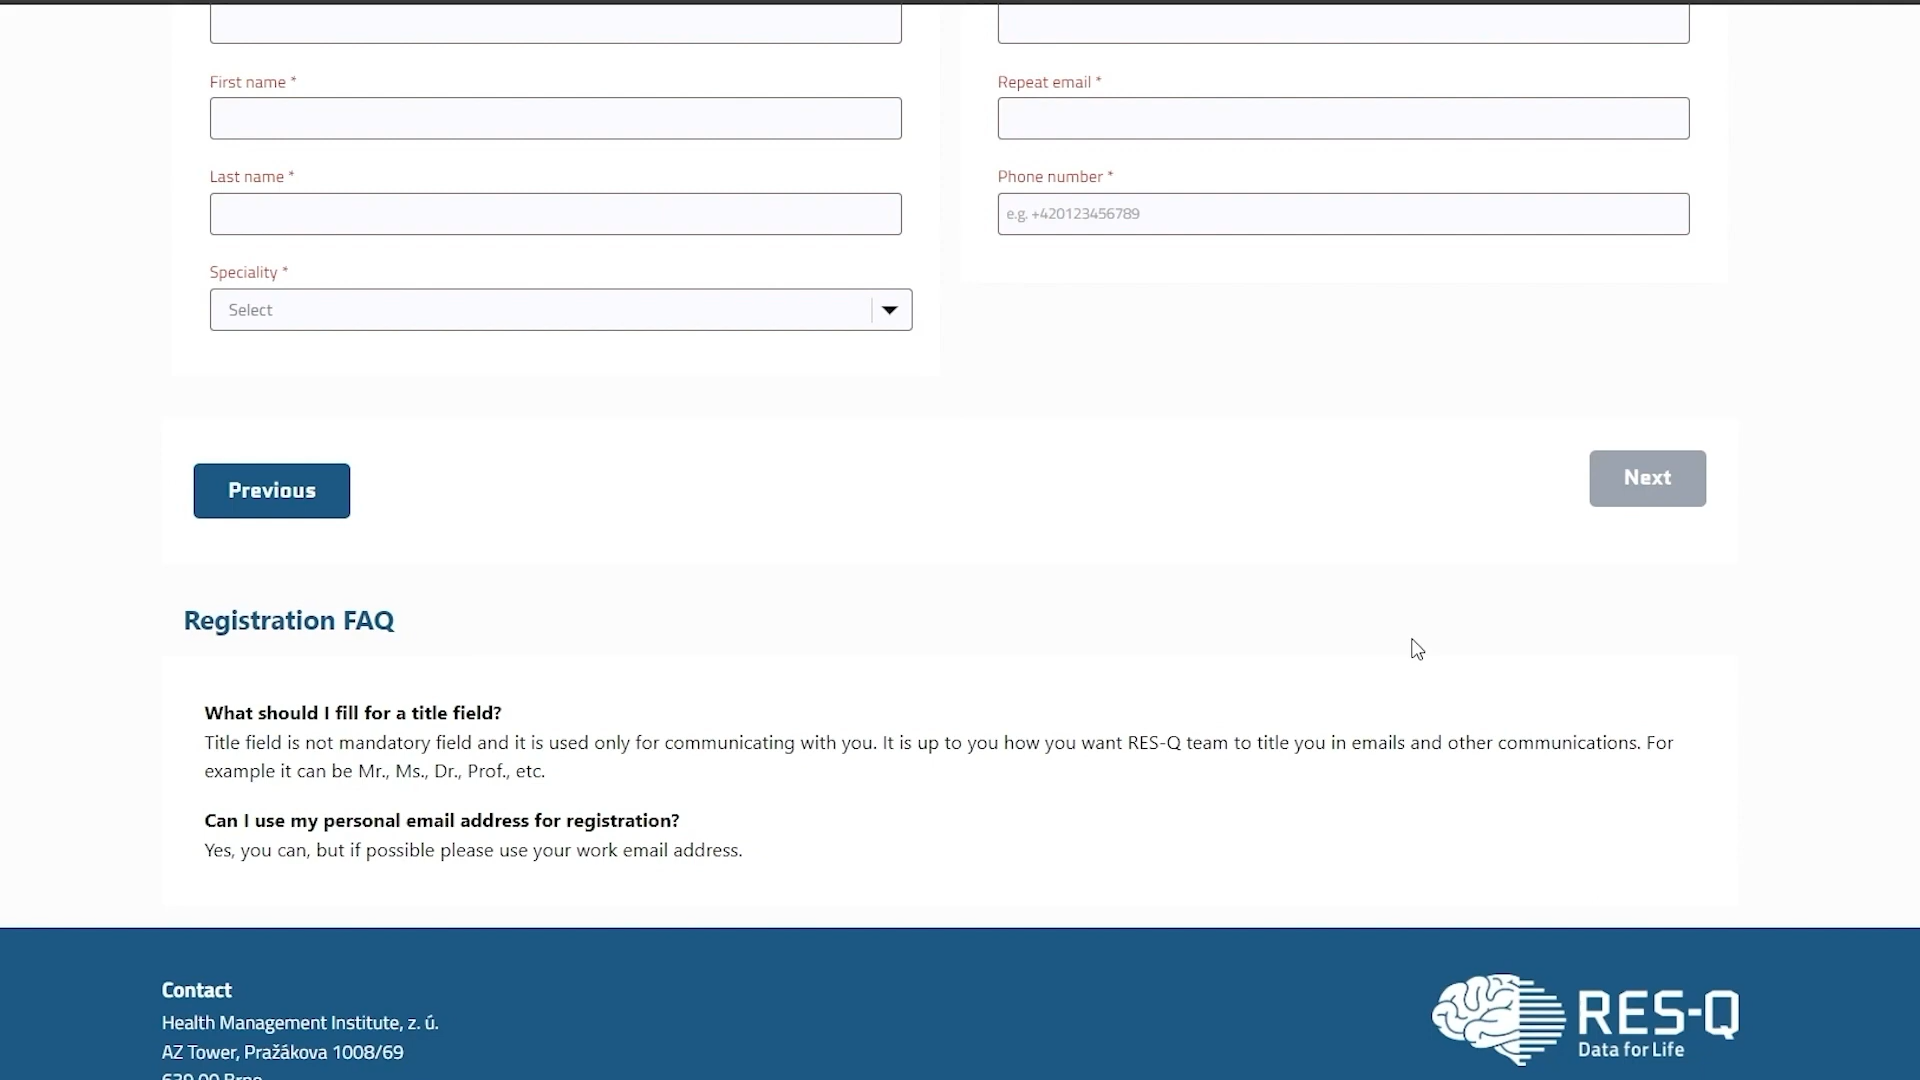 First name *
Repeat email *
Last name *
Phone number *
e.g. +420123456789
Speciality *
Select
Previous
Next
Registration FAQ
What should I fill for a title field?
Title field is not mandatory field and it is used only for communicating with you. It is up to you how you want RES-Q team to title you in emails and other communications. For
example it can be Mr., Ms., Dr., Prof., etc.
Can I use my personal email address for registration?
Yes, you can, but if possible please use your work email address.
Contact
Health Management Institute, z. ú.
AZ Tower, Pražákova 1008/69
639 00 Brno
RES-Q
Data for Life